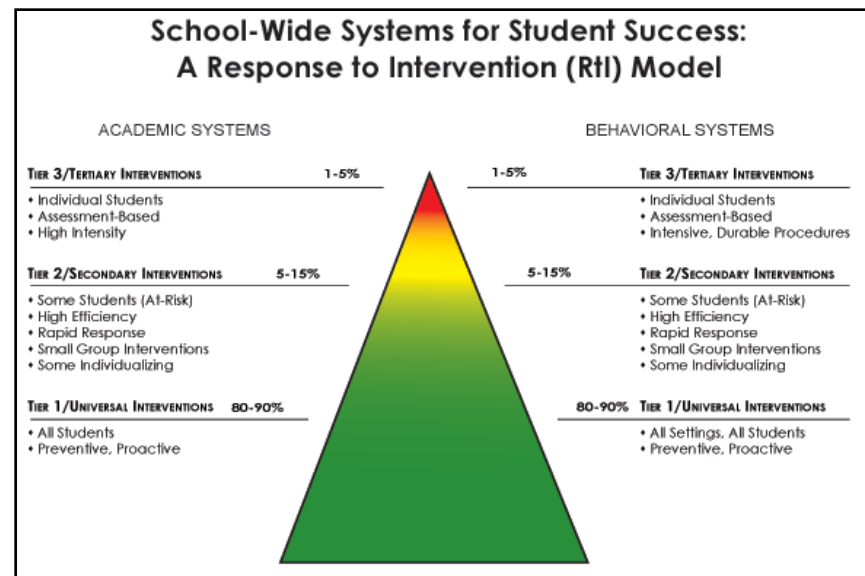 School-Wide Systems for Student Success:
A Response to Intervention (RtI) Model
ACADEMIC SYSTEMS
TIER 3/TERTIARY INTERVENTIONS 1-5%
• Individual Students
• Assessment-Based
• High Intensity
TIER 2/SECONDARY INTERVENTIONS 5-15%
• Some Students (At-Risk)
• High Efficiency
• Rapid Response
• Small Group Interventions
• Some Individualizing
TIER 1/UNIVERSAL INTERVENTIONS 80-90%
• All Students
• Preventive, Proactive
BEHAVIORAL SYSTEMS
1-5% TIER 3/TERTIARY INTERVENTIONS
• Individual Students
• Assessment-Based
• Intensive, Durable Procedures
5-15% TIER 2/SECONDARY INTERVENTIONS
• Some Students (At-Risk)
• High Efficiency
• Rapid Response
• Small Group Interventions
• Some Individualizing
80-90% TIER 1/UNIVERSAL INTERVENTIONS
• All Settings, All Students
• Preventive, Proactive